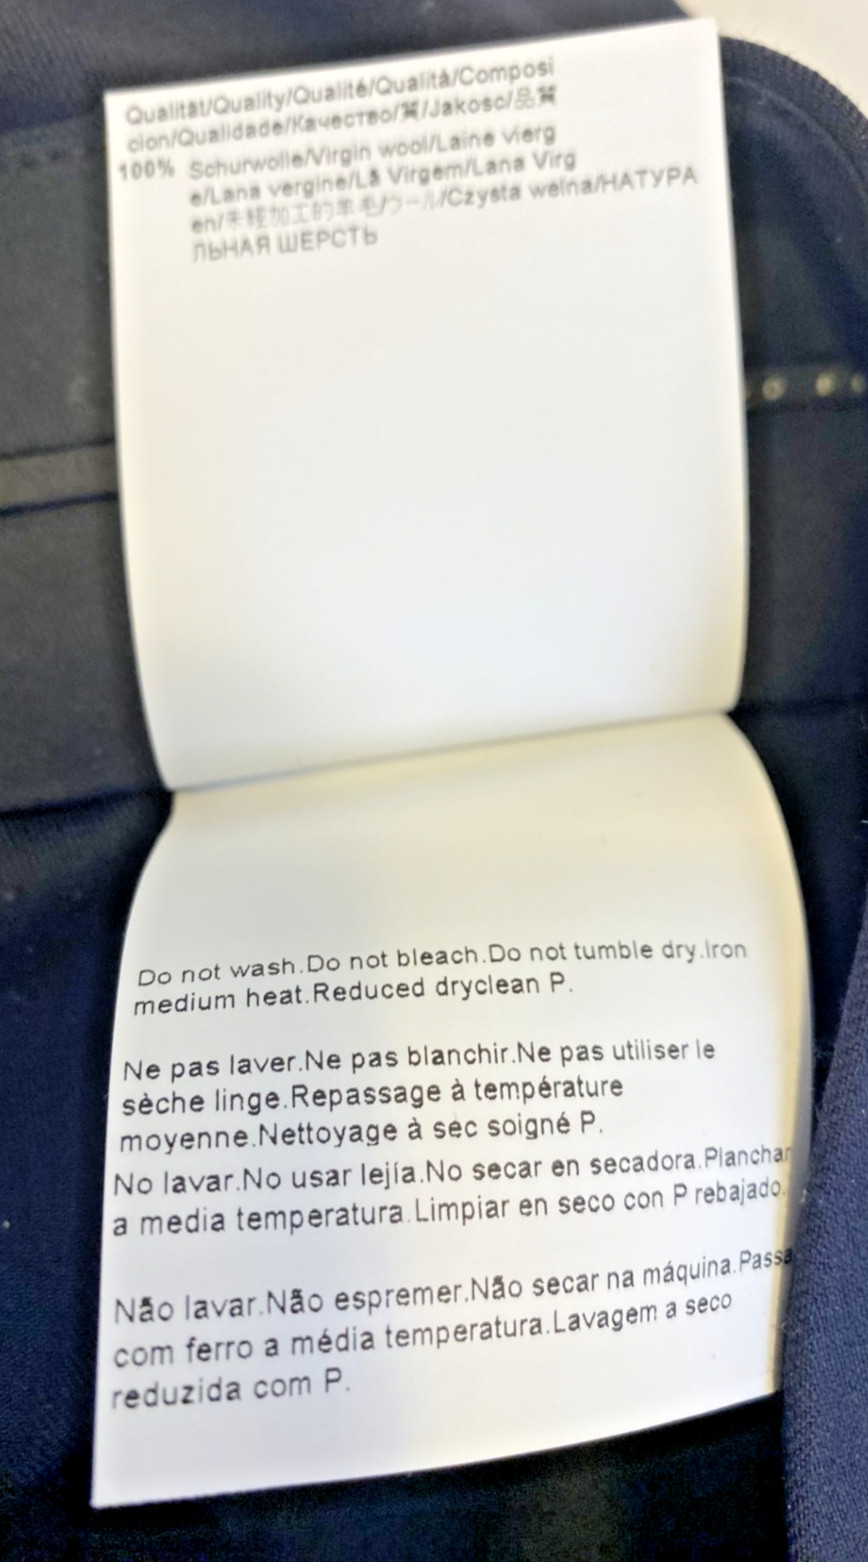 Qualität/Quality/Qualité/Qualità/Composi
cion/Qualidade/Качество/質/Jakosc/品質
100% Schurwolle/Virgin wool/Laine vierg
e/Lana vergine/Lã Virgem/Lana Virg
en/未经加工的羊毛/ウール/Czysta welna/НАТУРА
ЛЬНАЯ ШЕРСТЬ
Do not wash.Do not bleach.Do not tumble dry.Iron
medium heat.Reduced dryclean P.
Ne pas laver.Ne pas blanchir.Ne pas utiliser le
sèche linge.Repassage à température
moyenne.Nettoyage à sec soigné P.
No lavar.No usar lejía.No secar en secadora.Planchar
a media temperatura.Limpiar en seco con P rebajado.
Não lavar.Não espremer.Não secar na máquina.Passa
com ferro a média temperatura.Lavagem a seco
reduzida com P.